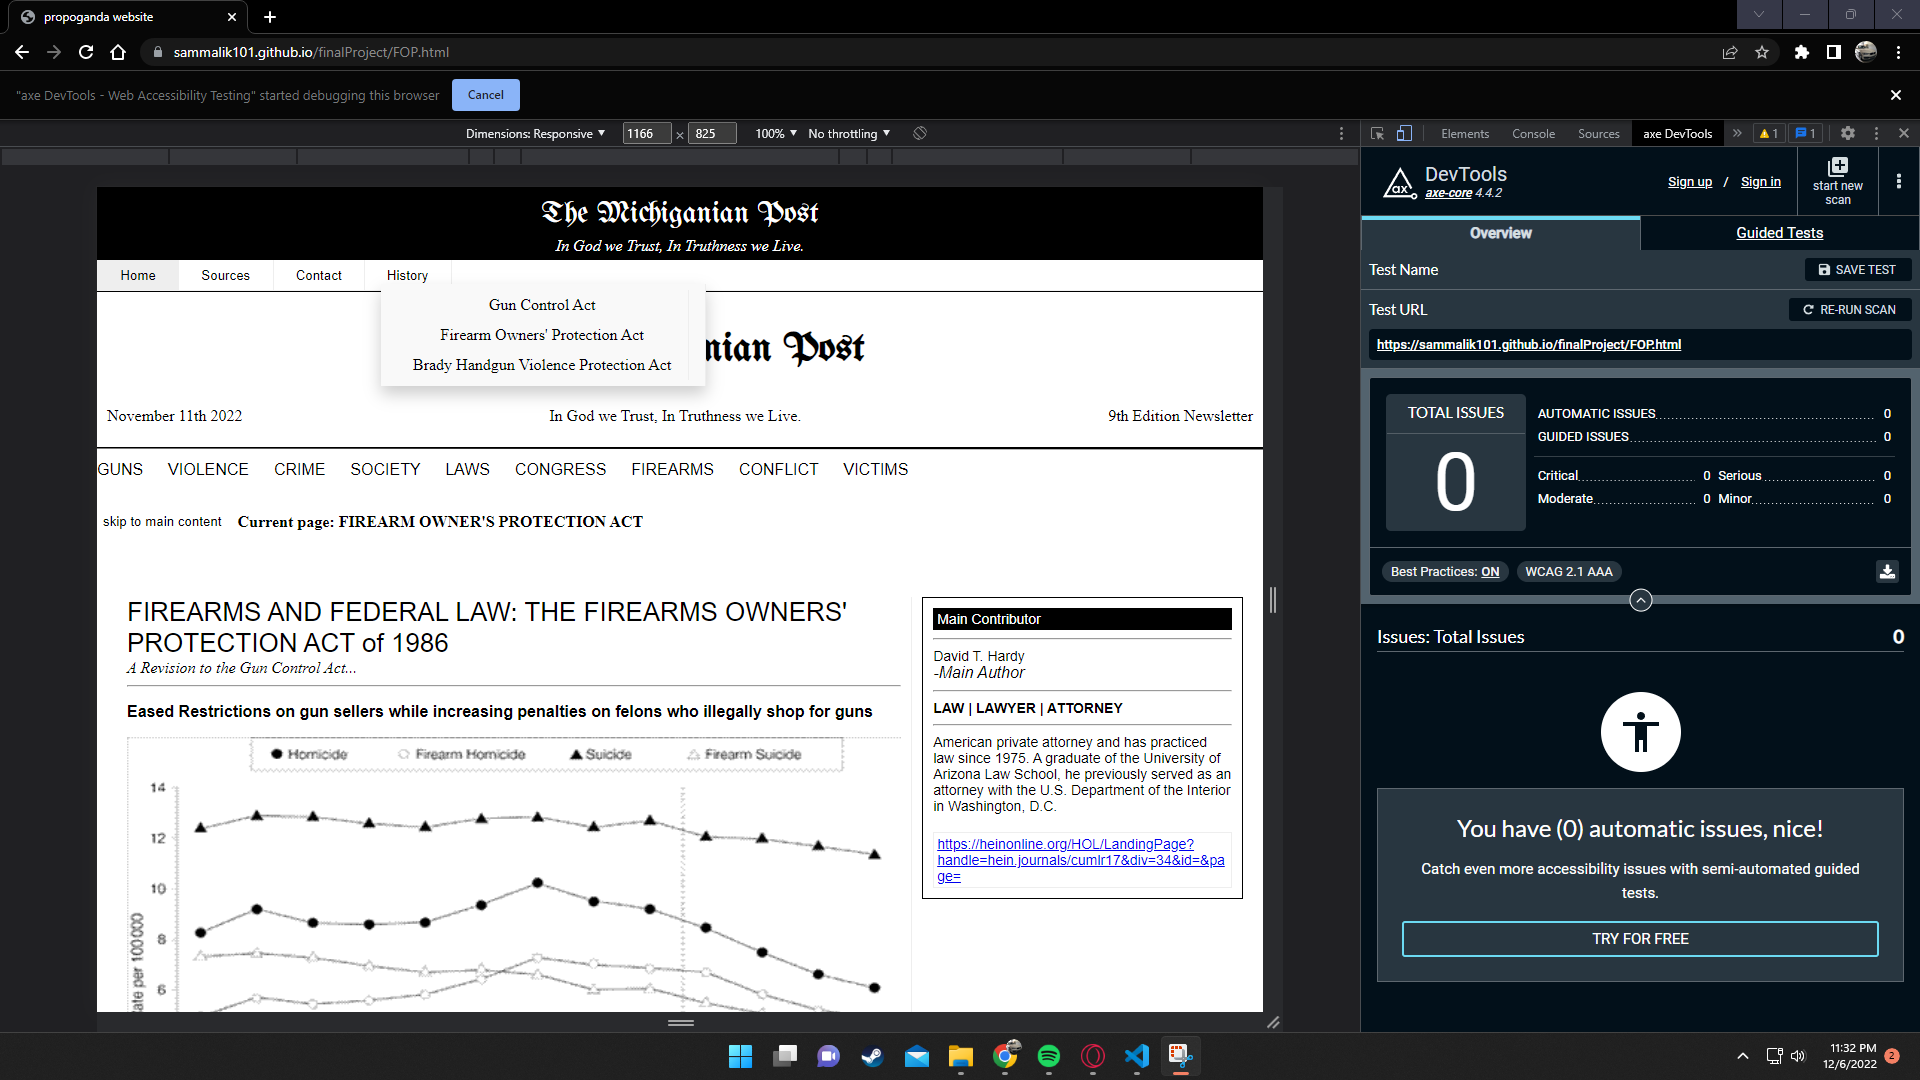 propoganda website
sammalik101.github.io/finalProject/FOP.html
"axe DevTools - Web Accessibility Testing" started debugging this browser
Cancel
Dimensions: Responsive
1166 × 825
100%
No throttling
Elements
Console
Sources
axe DevTools
1
1
The Michiganian Post
In God we Trust, In Truthness we Live.
Home
Sources
Contact
History
Gun Control Act
Firearm Owners' Protection Act
Brady Handgun Violence Protection Act
nian Post
November 11th 2022
In God we Trust, In Truthness we Live.
9th Edition Newsletter
GUNS VIOLENCE CRIME SOCIETY LAWS CONGRESS FIREARMS CONFLICT VICTIMS
skip to main content
Current page: FIREARM OWNER'S PROTECTION ACT
FIREARMS AND FEDERAL LAW: THE FIREARMS OWNERS'
PROTECTION ACT of 1986
A Revision to the Gun Control Act...
Eased Restrictions on gun sellers while increasing penalties on felons who illegally shop for guns
Homicide
Firearm Homicide
Suicide
Firearm Suicide
14
12
10
8
6
ate per 100000
Main Contributor
David T. Hardy
-Main Author
LAW | LAWYER | ATTORNEY
American private attorney and has practiced
law since 1975. A graduate of the University of
Arizona Law School, he previously served as an
attorney with the U.S. Department of the Interior
in Washington, D.C.
https://heinonline.org/HOL/LandingPage?
handle=hein.journals/cumlr17&div=34&id=&pa
ge=
ax
DevTools
axe-core 4.4.2
Sign up / Sign in
start new
scan
Overview
Guided Tests
Test Name
SAVE TEST
Test URL
RE-RUN SCAN
https://sammalik101.github.io/finalProject/FOP.html
TOTAL ISSUES
0
AUTOMATIC ISSUES 0
GUIDED ISSUES 0
Critical 0 Serious 0
Moderate 0 Minor 0
Best Practices: ON
WCAG 2.1 AAA
Issues: Total Issues 0
You have (0) automatic issues, nice!
Catch even more accessibility issues with semi-automated guided
tests.
TRY FOR FREE
11:32 PM
12/6/2022
2